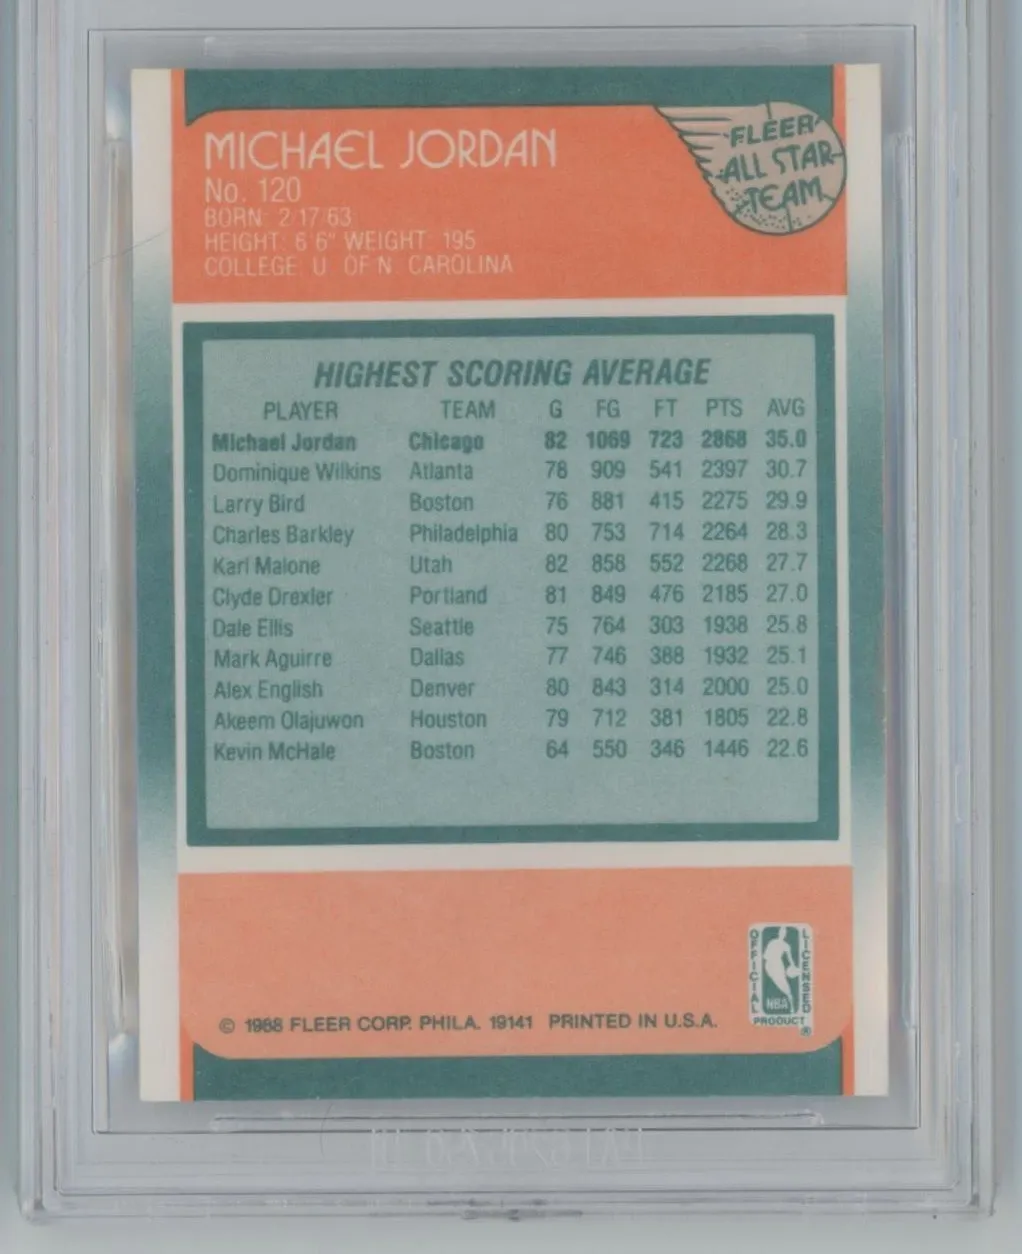 MICHAEL JORDAN
No. 120
BORN: 2 17 63
HEIGHT: 6 6" WEIGHT: 195
COLLEGE: U. OF N. CAROLINA
FLEER
ALL STAR
TEAM
HIGHEST SCORING AVERAGE
PLAYER TEAM G FG FT PTS AVG
Michael Jordan Chicago 82 1069 723 2868 35.0
Dominique Wilkins Atlanta 78 909 541 2397 30.7
Larry Bird Boston 76 881 415 2275 29.9
Charles Barkley Philadelphia 80 753 714 2264 28.3
Karl Malone Utah 82 858 552 2268 27.7
Clyde Drexler Portland 81 849 476 2185 27.0
Dale Ellis Seattle 75 764 303 1938 25.8
Mark Aguirre Dallas 77 746 388 1932 25.1
Alex English Denver 80 843 314 2000 25.0
Akeem Olajuwon Houston 79 712 381 1805 22.8
Kevin McHale Boston 64 550 346 1446 22.6
OFFICIAL
LICENSED
NBA
PRODUCT
®
© 1988 FLEER CORP. PHILA. 19141 PRINTED IN U.S.A.